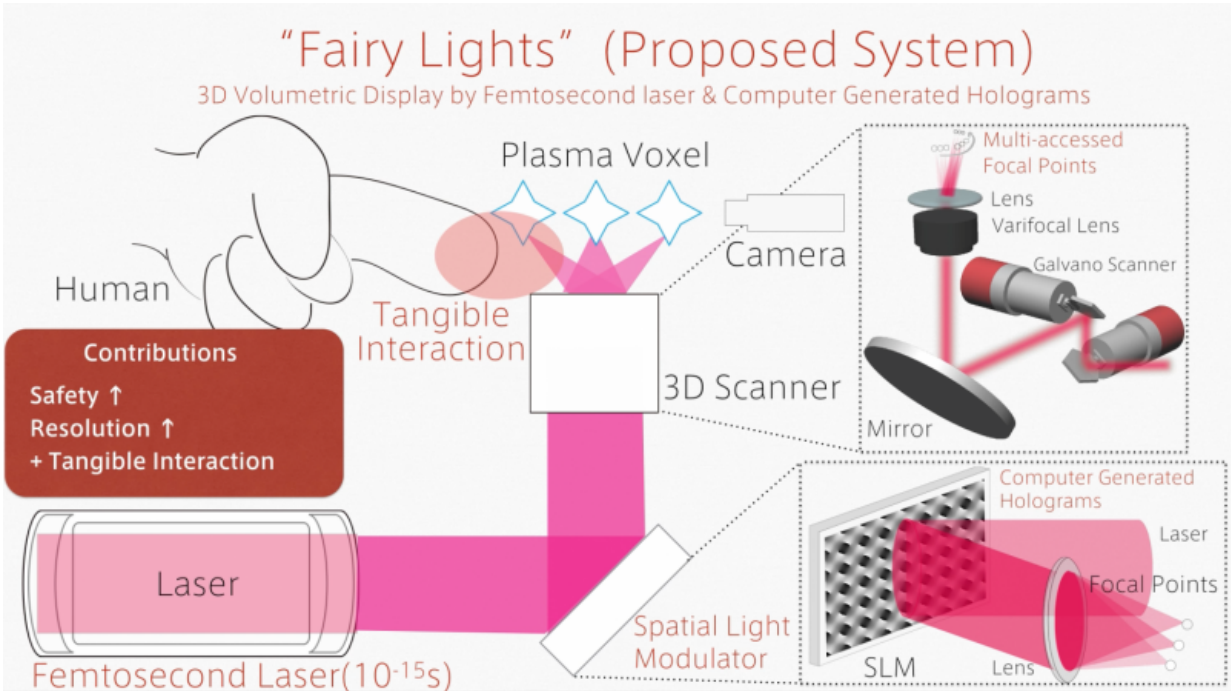 “Fairy Lights” (Proposed System)
3D Volumetric Display by Femtosecond laser & Computer Generated Holograms
Plasma Voxel
Camera
Human
Tangible
Interaction
3D Scanner
Multi-accessed
Focal Points
Lens
Varifocal Lens
Galvano Scanner
Mirror
Contributions
Safety ↑
Resolution ↑
+ Tangible Interaction
Laser
Femtosecond Laser(10⁻¹⁵s)
Spatial Light
Modulator
Computer Generated
Holograms
Laser
Focal Points
SLM
Lens